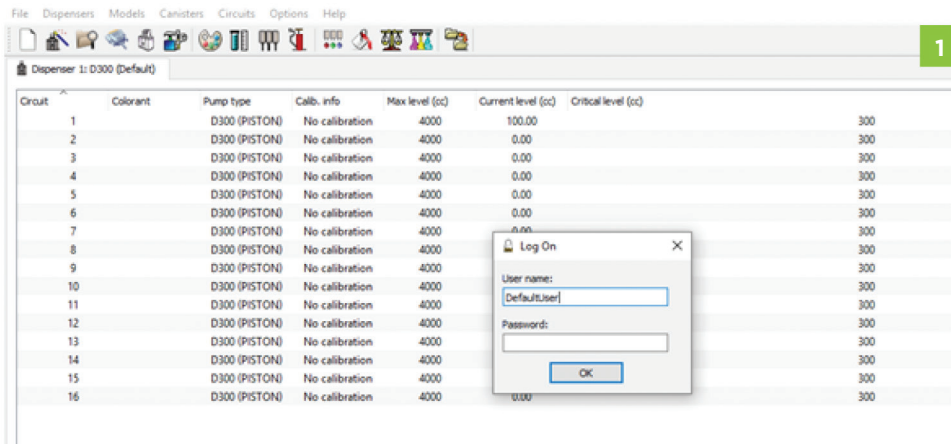 File Dispensers Models Canisters Circuits Options Help
1
Dispenser 1: D300 (Default)
Circuit Colorant Pump type Calib. info Max level (cc) Current level (cc) Critical level (cc)
1 D300 (PISTON) No calibration 4000 100.00 300
2 D300 (PISTON) No calibration 4000 0.00 300
3 D300 (PISTON) No calibration 4000 0.00 300
4 D300 (PISTON) No calibration 4000 0.00 300
5 D300 (PISTON) No calibration 4000 0.00 300
6 D300 (PISTON) No calibration 4000 0.00 300
7 D300 (PISTON) No calibration 4000 0.00 300
8 D300 (PISTON) No calibration 4000 300
9 D300 (PISTON) No calibration 4000 300
10 D300 (PISTON) No calibration 4000 300
11 D300 (PISTON) No calibration 4000 300
12 D300 (PISTON) No calibration 4000 300
13 D300 (PISTON) No calibration 4000 300
14 D300 (PISTON) No calibration 4000 300
15 D300 (PISTON) No calibration 4000 300
16 D300 (PISTON) No calibration 4000 0.00 300
Log On
User name:
DefaultUser
Password:
OK